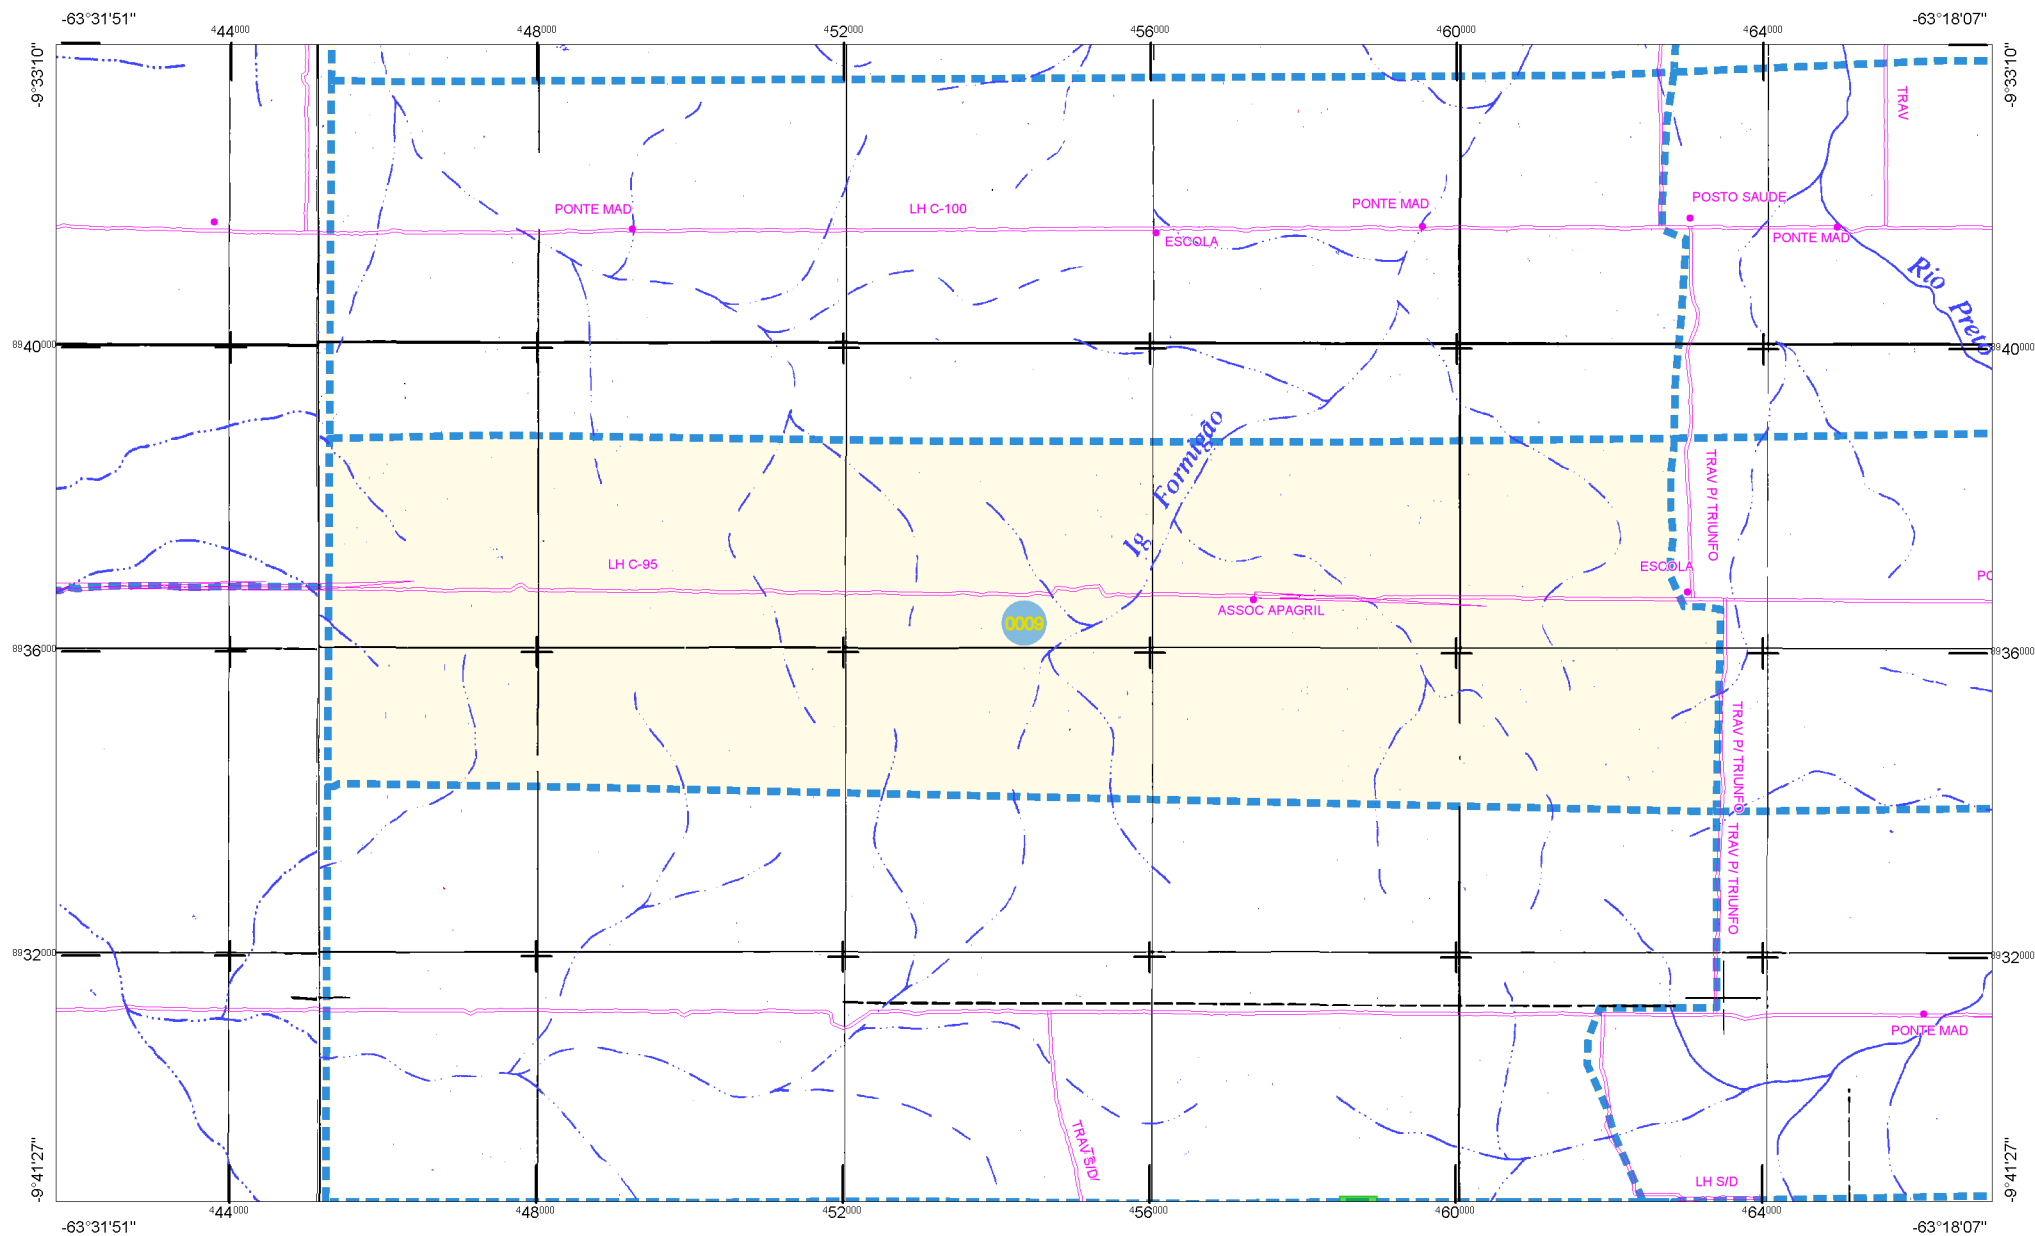 -63°31'51" -63°18'07"
444000 448000 452000 456000 460000 464000
-9°33'10" -9°33'10"
TRAV
PONTE MAD LH C-100 PONTE MAD POSTO SAUDE
ESCOLA PONTE MAD
Rio Preto
8940000 8940000
Ig Formigão
TRAV P/ TRIUNFO
LH C-95 ESCOLA
ASSOC APAGRIL
0009
8936000 8936000
TRAV P/ TRIUNFO
TRAV P/ TRIUNFO
8932000 8932000
PONTE MAD
LH S/D
-9°41'27" -9°41'27"
444000 448000 452000 456000 460000 464000
-63°31'51" -63°18'07"